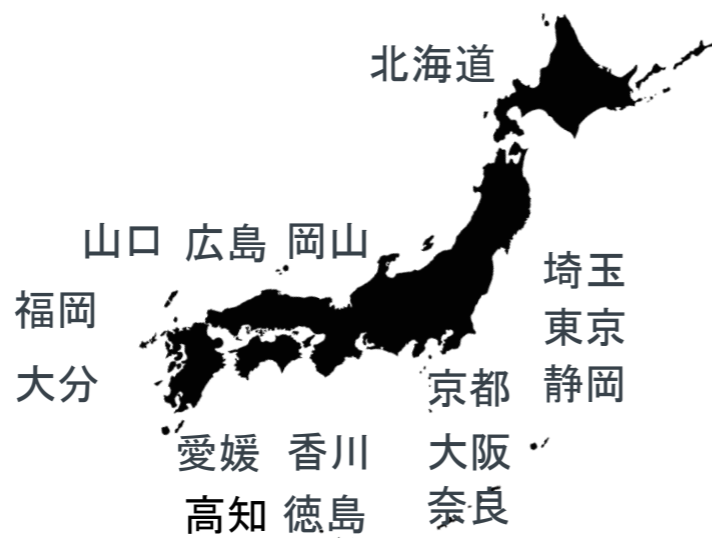 北海道
山口 広島 岡山
埼玉
福岡
東京
大分
京都 静岡
愛媛 香川 大阪
高知 徳島 奈良